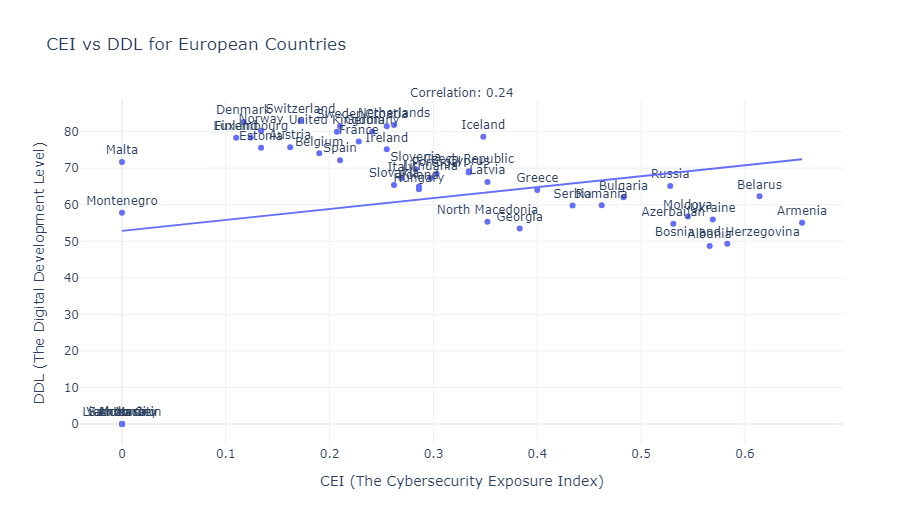 CEI vs DDL for European Countries
Correlation: 0.24
Denmark
Switzerland
Norway
United Kingdom
Sweden
Netherlands
Germany
Finland
Luxembourg
Estonia
Austria
France
Belgium
Ireland
Spain
Iceland
Malta
Slovenia
Czech Republic
Cyprus
Italy
Lithuania
Latvia
Slovakia
Hungary
Greece
Russia
Bulgaria
Belarus
Montenegro
Serbia
Romania
North Macedonia
Georgia
Moldova
Ukraine
Azerbaijan
Armenia
Albania
Bosnia and Herzegovina
80
70
60
50
40
30
20
10
0
0
0.1
0.2
0.3
0.4
0.5
0.6
DDL (The Digital Development Level)
CEI (The Cybersecurity Exposure Index)